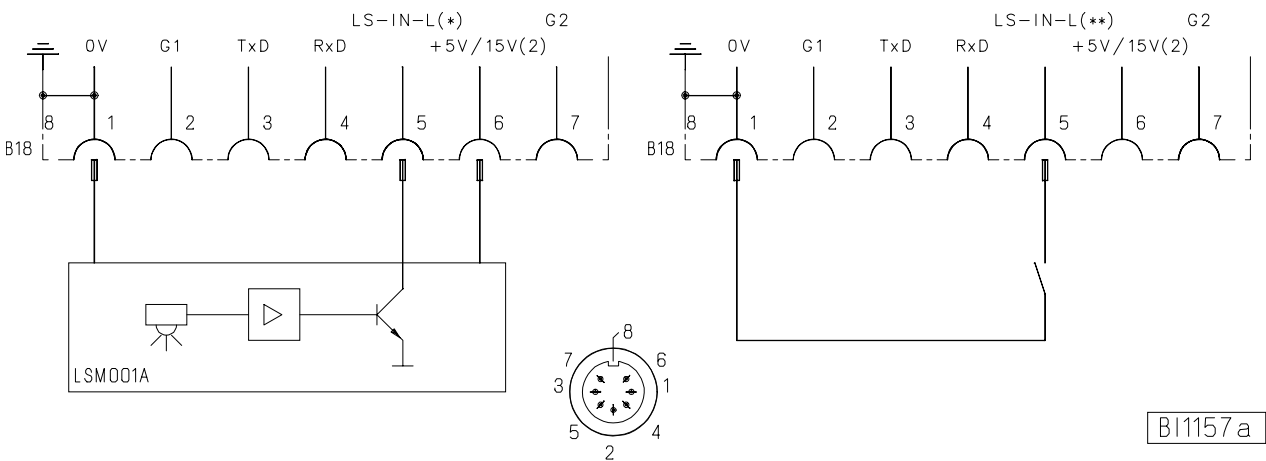 LS-IN-L(*) G2 LS-IN-L(**) G2
0V G1 TxD RxD +5V/15V(2) 0V G1 TxD RxD +5V/15V(2)
8 1 2 3 4 5 6 7 8 1 2 3 4 5 6 7
B18 B18
8
7 6
LSM001A 3 1
5 4
2
BI1157a